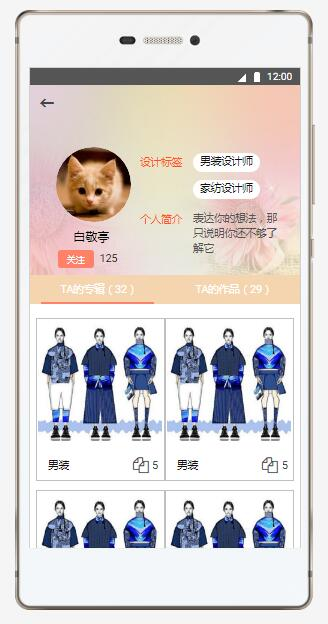 12:00
设计标签
男装设计师
家纺设计师
个人简介
表达你的想法，那
只说明你还不够了
解它
白敬亭
关注 125
TA的专辑（32）
TA的作品（29）
男装 5
男装 5